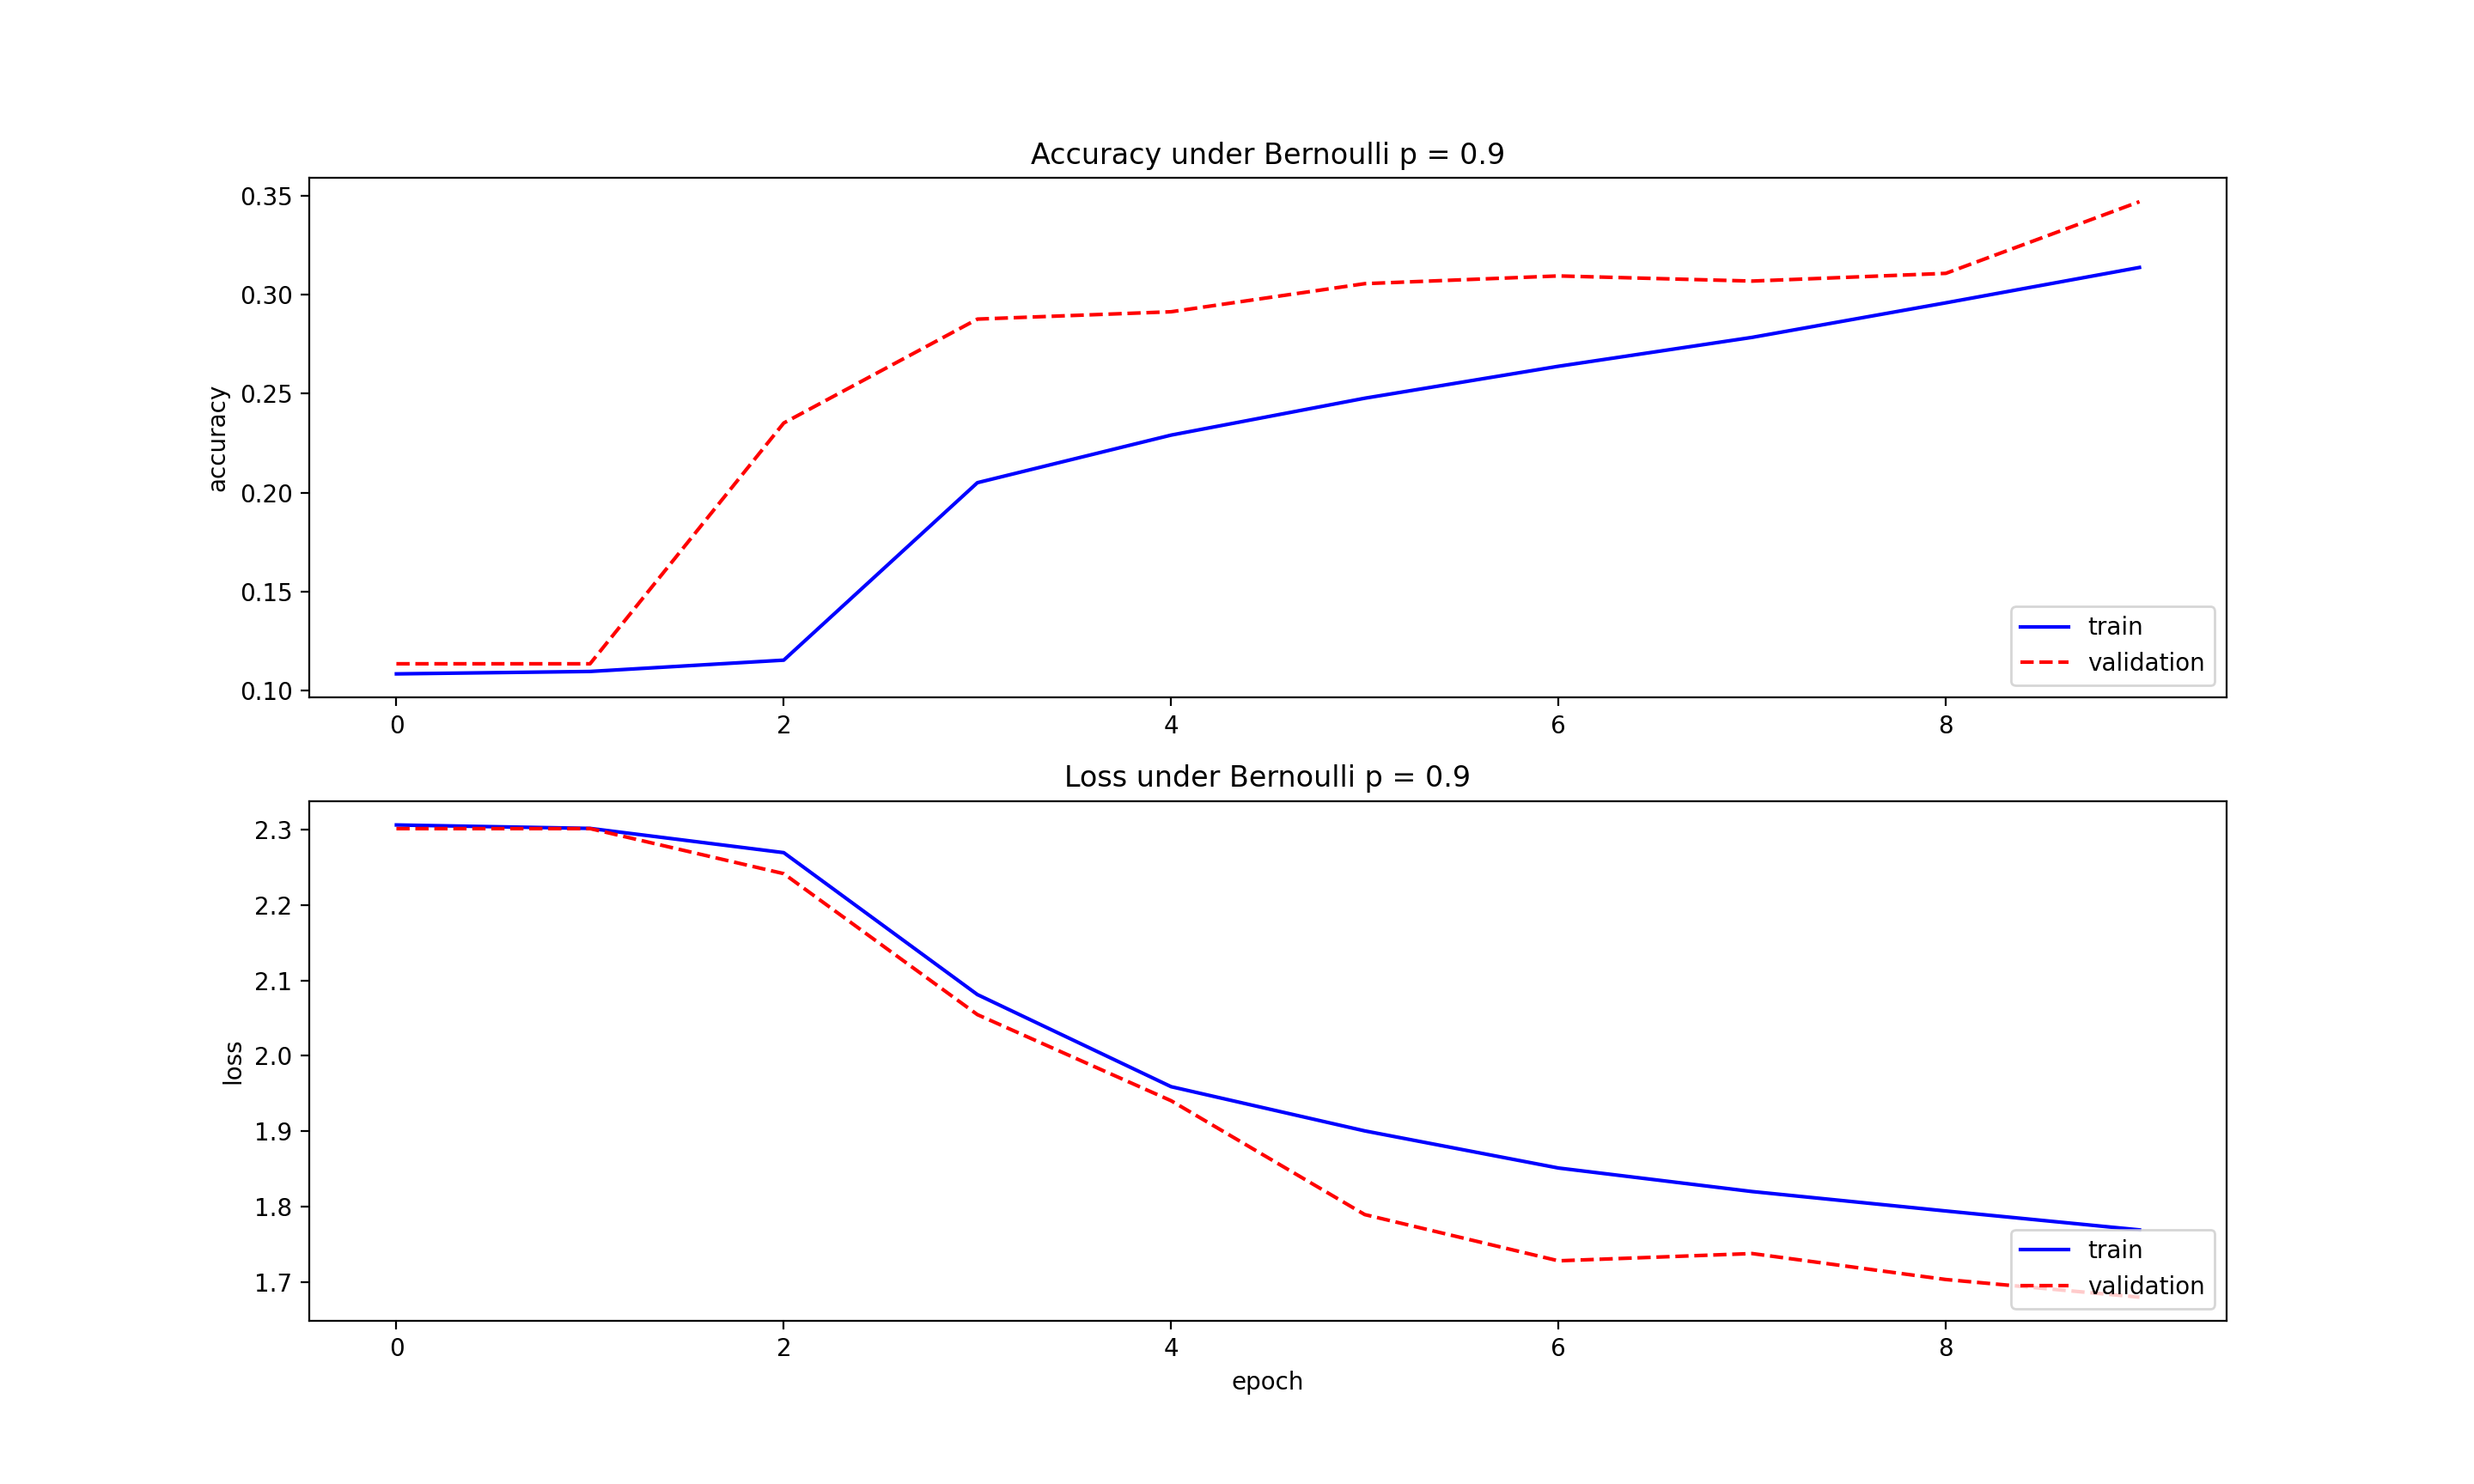 Accuracy under Bernoulli p = 0.9
accuracy
0.35
0.30
0.25
0.20
0.15
0.10
train
validation
0 2 4 6 8
Loss under Bernoulli p = 0.9
loss
2.3
2.2
2.1
2.0
1.9
1.8
1.7
train
validation
0 2 4 6 8
epoch